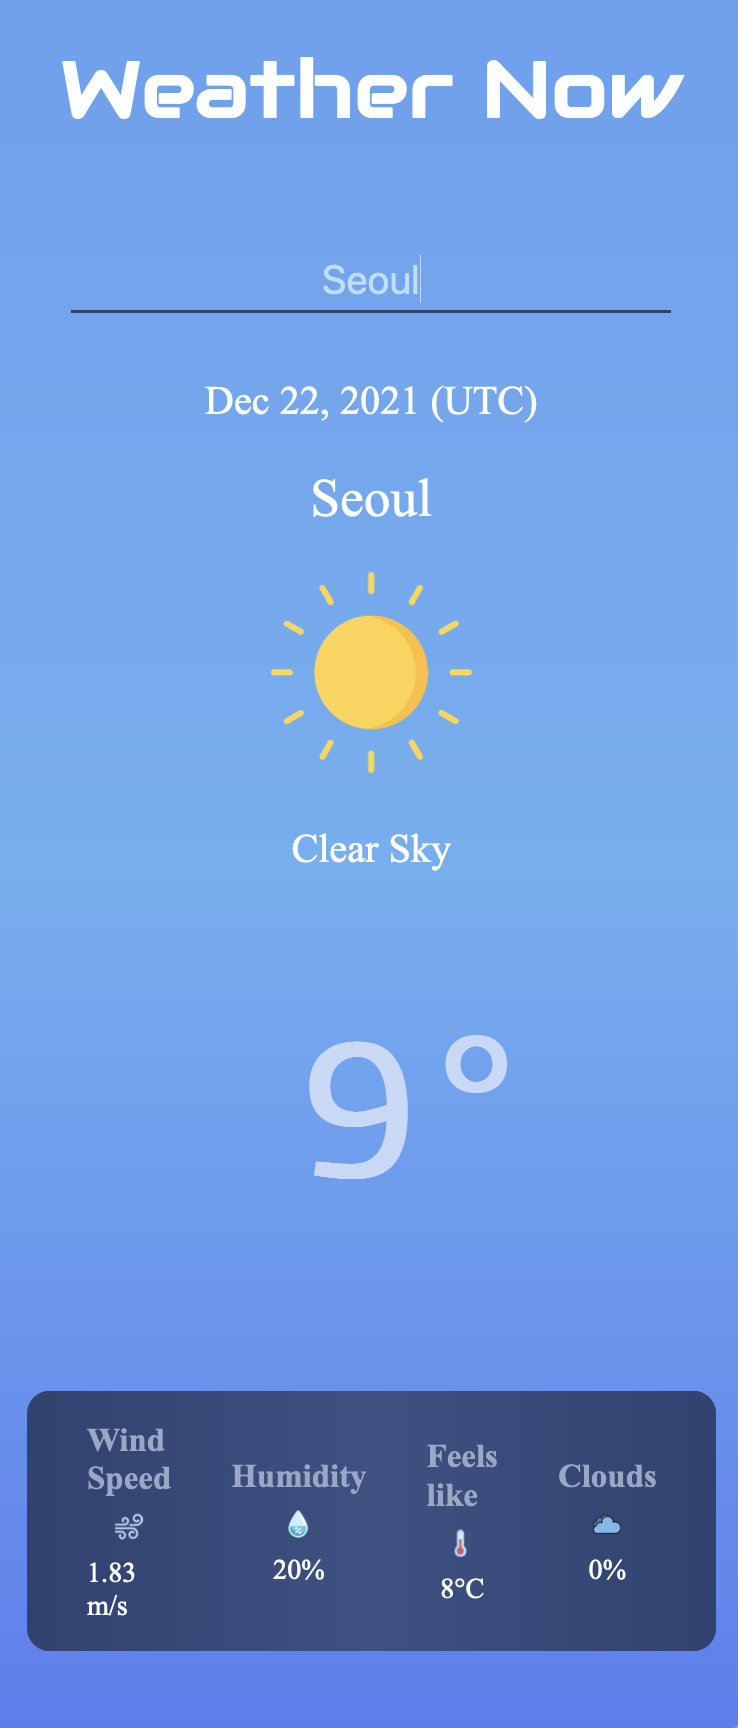 Weather Now
Seoul
Dec 22, 2021 (UTC)
Seoul
Clear Sky
9°
Wind
Speed
1.83
m/s
Humidity
20%
Feels
like
8°C
Clouds
0%